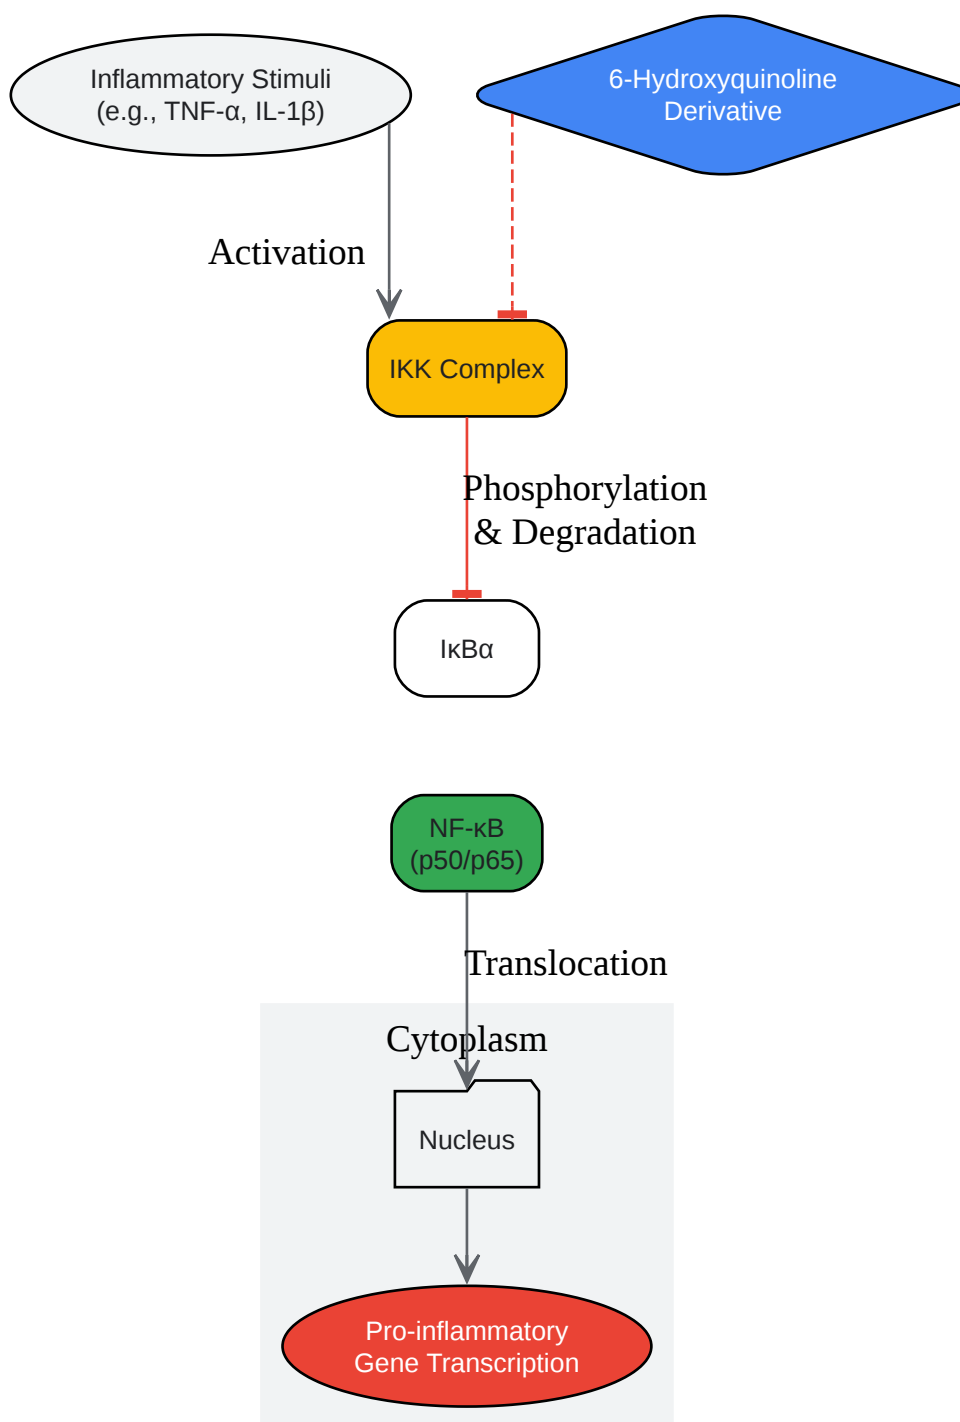 Inflammatory Stimuli
(e.g., TNF-α, IL-1β)
6-Hydroxyquinoline
Derivative
Activation
IKK Complex
Phosphorylation
& Degradation
IκBα
NF-κB
(p50/p65)
Translocation
Cytoplasm
Nucleus
Pro-inflammatory
Gene Transcription